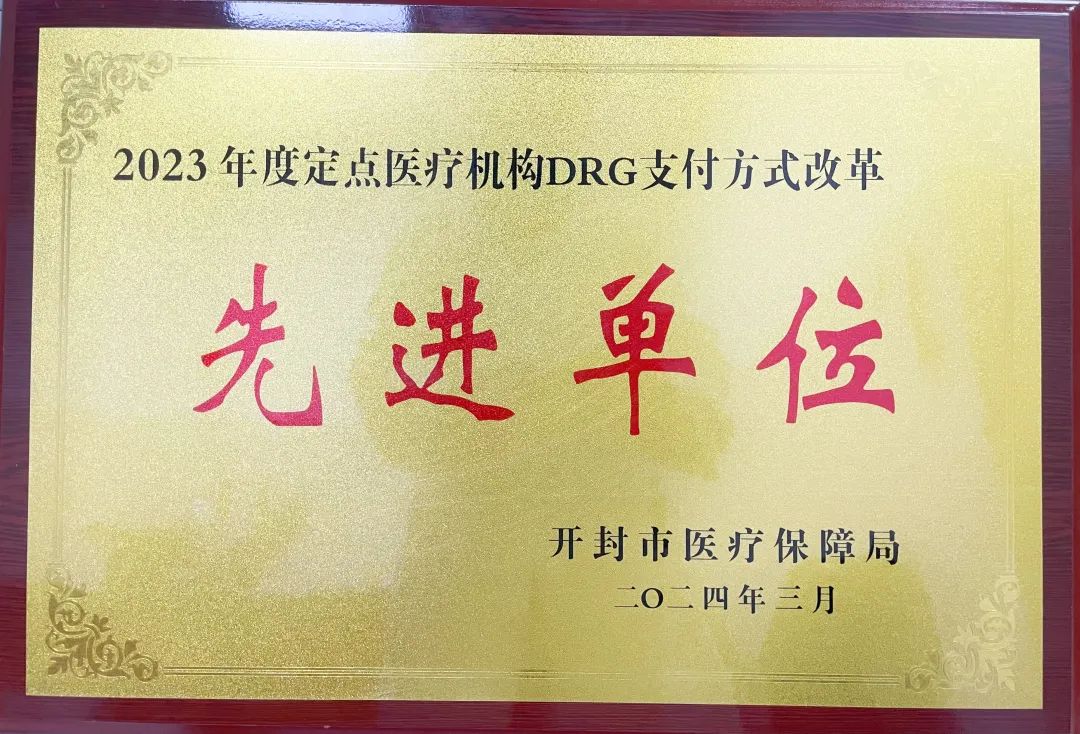 2023年度定点医疗机构DRG支付方式改革
先进单位
开封市医疗保障局
二〇二四年三月